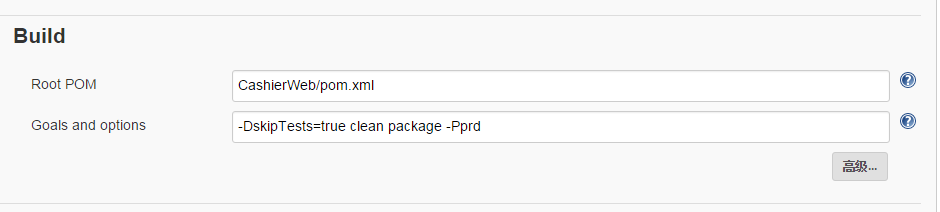 Build
Root POM CashierWeb/pom.xml
Goals and options -DskipTests=true clean package -Pprd
高级...